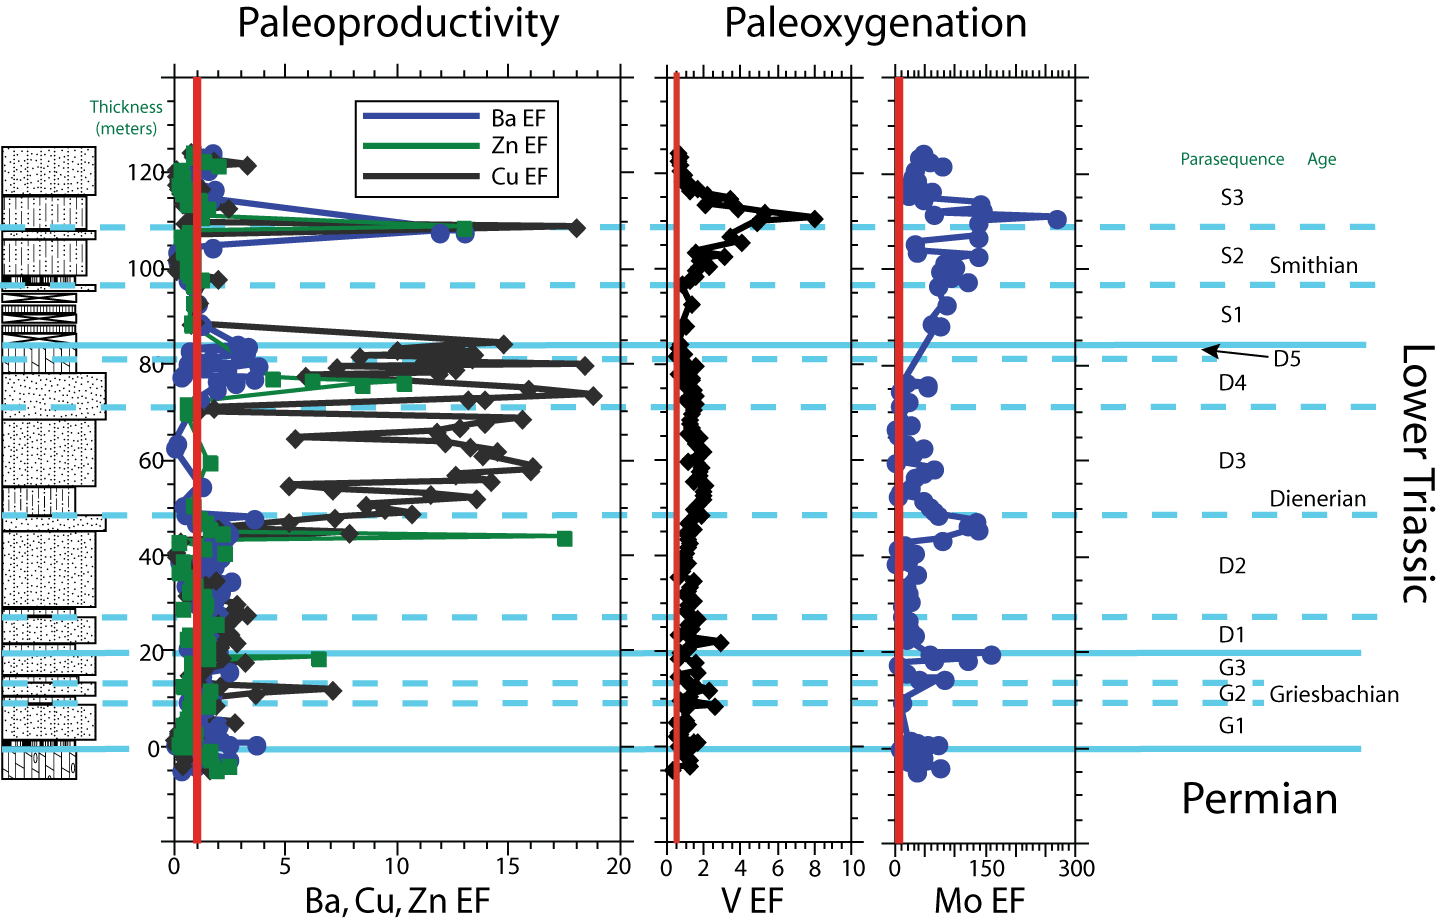 Paleoproductivity
Paleoxygenation
Thickness
(meters)
Ba EF
Zn EF
Cu EF
Parasequence Age
120
100
80
60
40
20
0
S3
S2
Smithian
S1
D5
D4
D3
Dienerian
D2
D1
G3
G2
Griesbachian
G1
Lower Triassic
Permian
0 5 10 15 20
0 2 4 6 8 10
0 150 300
Ba, Cu, Zn EF
V EF
Mo EF